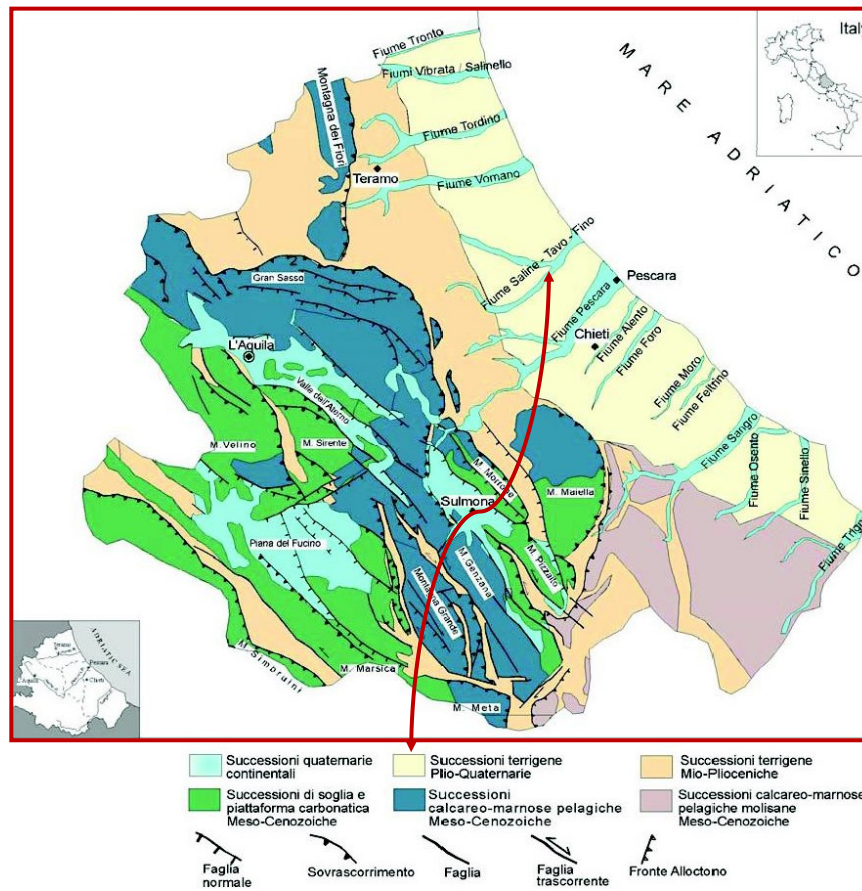 Fiume Tronto
Italy
Fiumi Vibrata / Salinello
MARE ADRIATICO
Montagna dei Fiori
Fiume Tordino
Teramo
Fiume Vomano
Fiume Saline - Tavo - Fino
Gran Sasso
Pescara
Fiume Pescara
Chieti
Fiume Alento
Fiume Foro
L'Aquila
Valle dell'Aterno
Fiume Moro
Fiume Feltrino
M. Velino
M. Sirente
M. Morrone
M. Maiella
Fiume Sangro
Fiume Osento
Fiume Sinello
Sulmona
Piana del Fucino
M. Genzana
M. Pizzalto
Montagna Grande
M. Simbruini
M. Marsica
M. Meta
ADRIATIC SEA
Teramo
Pescara
Chieti
Successioni quaternarie
continentali
Successioni terrigene
Plio-Quaternarie
Successioni terrigene
Mio-Plioceniche
Successioni di soglia e
piattaforma carbonatica
Meso-Cenozoiche
Successioni
calcareo-marnose pelagiche
Meso-Cenozoiche
Successioni calcareo-marnose
pelagiche molisane
Meso-Cenozoiche
Faglia
normale
Sovrascorrimento
Faglia
Faglia
trascorrente
Fronte Alloctono